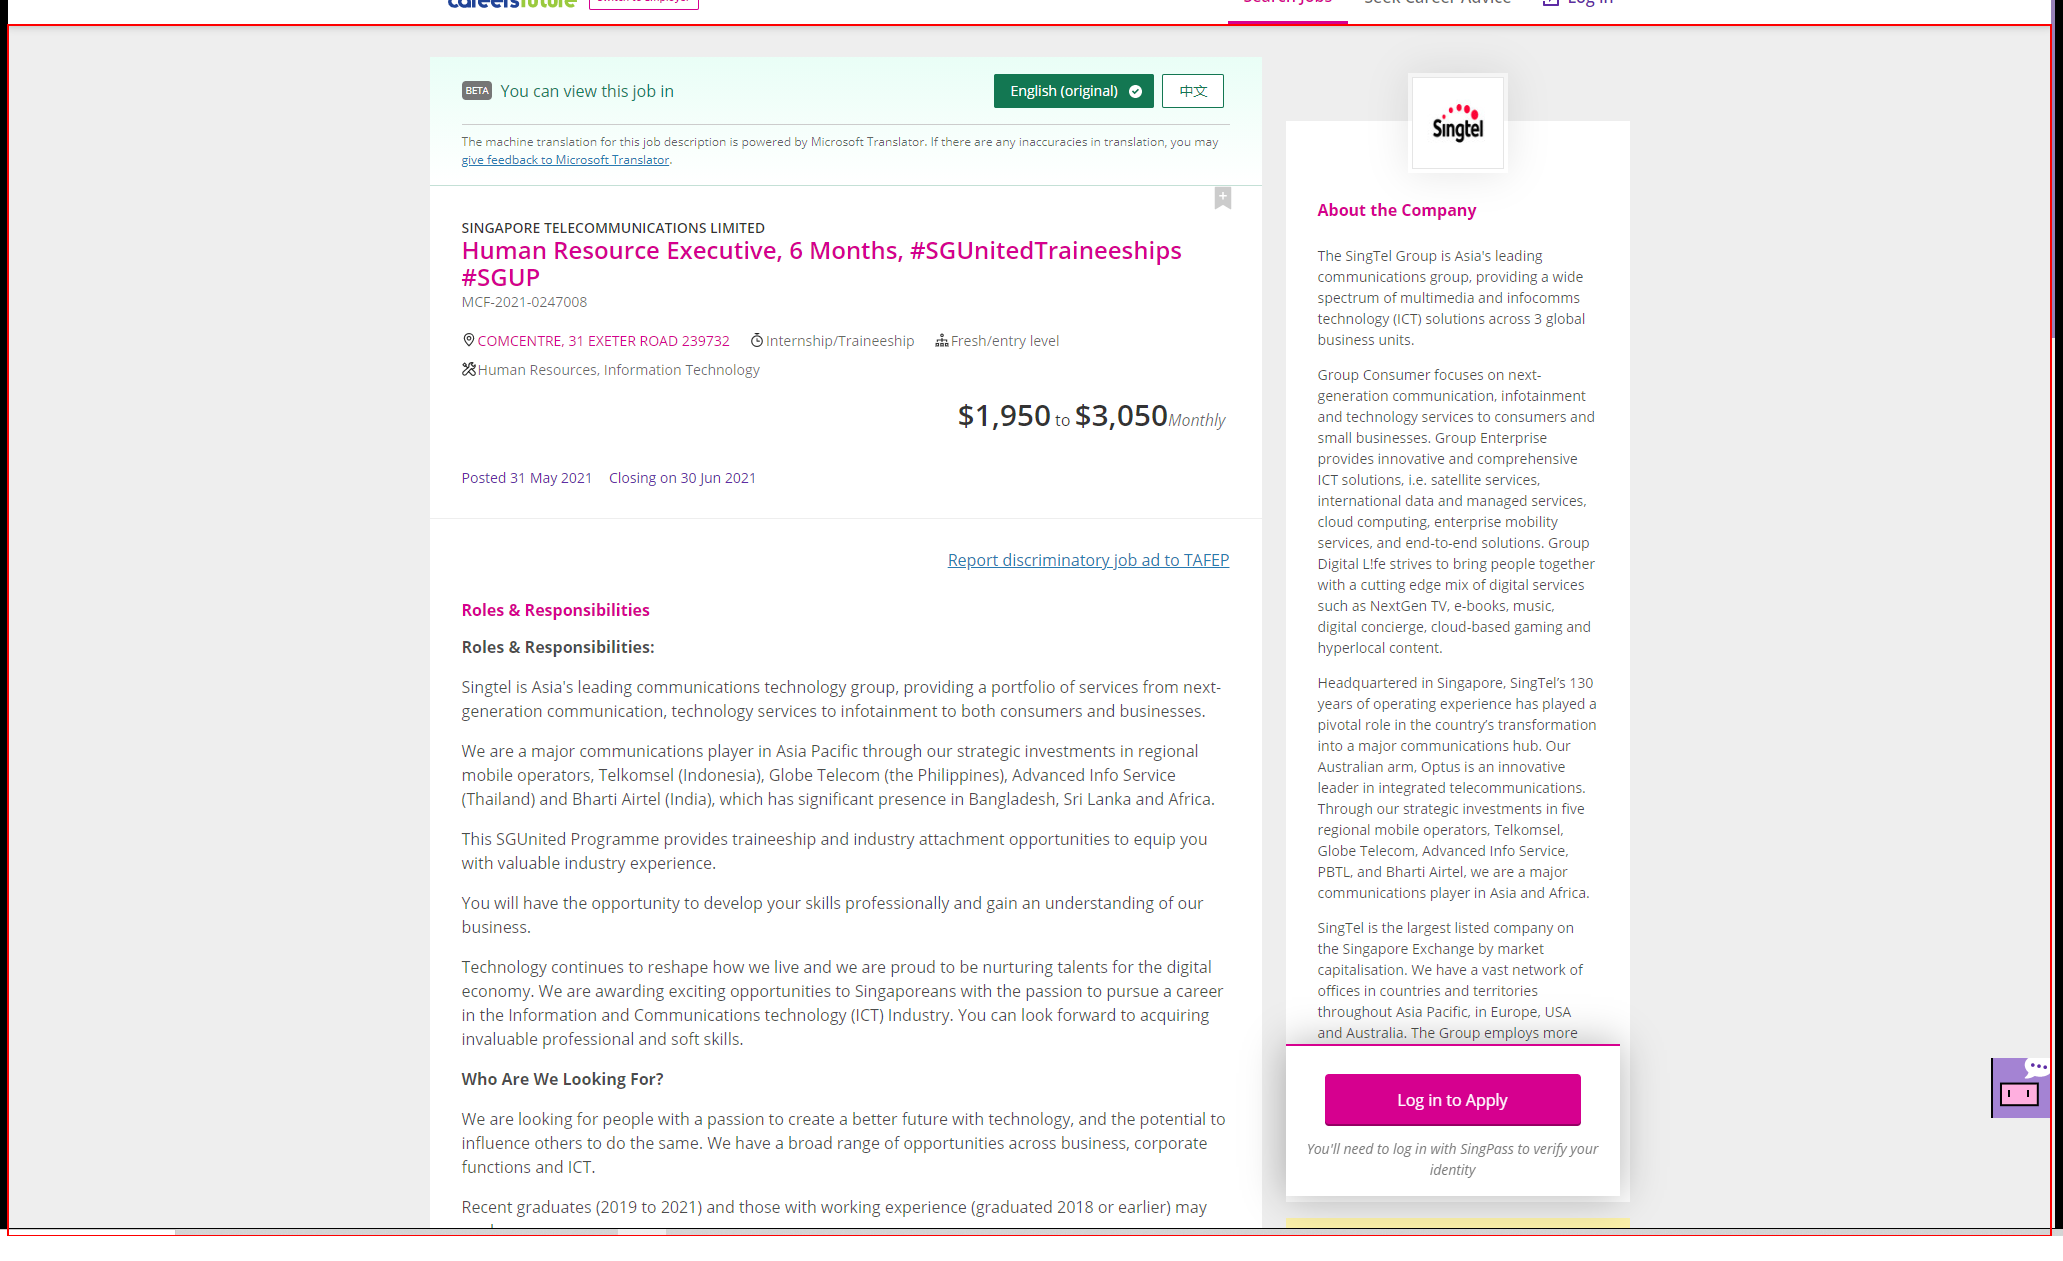 careersfuture
Search Jobs
Seek Career Advice
Log In
BETA You can view this job in
English (original)
中文
The machine translation for this job description is powered by Microsoft Translator. If there are any inaccuracies in translation, you may
give feedback to Microsoft Translator.
SINGAPORE TELECOMMUNICATIONS LIMITED
Human Resource Executive, 6 Months, #SGUnitedTraineeships
#SGUP
MCF-2021-0247008
COMCENTRE, 31 EXETER ROAD 239732 Internship/Traineeship Fresh/entry level
Human Resources, Information Technology
$1,950 to $3,050 Monthly
Posted 31 May 2021 Closing on 30 Jun 2021
Report discriminatory job ad to TAFEP
Roles & Responsibilities
Roles & Responsibilities:
Singtel is Asia's leading communications technology group, providing a portfolio of services from next-
generation communication, technology services to infotainment to both consumers and businesses.
We are a major communications player in Asia Pacific through our strategic investments in regional
mobile operators, Telkomsel (Indonesia), Globe Telecom (the Philippines), Advanced Info Service
(Thailand) and Bharti Airtel (India), which has significant presence in Bangladesh, Sri Lanka and Africa.
This SGUnited Programme provides traineeship and industry attachment opportunities to equip you
with valuable industry experience.
You will have the opportunity to develop your skills professionally and gain an understanding of our
business.
Technology continues to reshape how we live and we are proud to be nurturing talents for the digital
economy. We are awarding exciting opportunities to Singaporeans with the passion to pursue a career
in the Information and Communications technology (ICT) Industry. You can look forward to acquiring
invaluable professional and soft skills.
Who Are We Looking For?
We are looking for people with a passion to create a better future with technology, and the potential to
influence others to do the same. We have a broad range of opportunities across business, corporate
functions and ICT.
Recent graduates (2019 to 2021) and those with working experience (graduated 2018 or earlier) may
Singtel
About the Company
The SingTel Group is Asia's leading
communications group, providing a wide
spectrum of multimedia and infocomms
technology (ICT) solutions across 3 global
business units.
Group Consumer focuses on next-
generation communication, infotainment
and technology services to consumers and
small businesses. Group Enterprise
provides innovative and comprehensive
ICT solutions, i.e. satellite services,
international data and managed services,
cloud computing, enterprise mobility
services, and end-to-end solutions. Group
Digital L!fe strives to bring people together
with a cutting edge mix of digital services
such as NextGen TV, e-books, music,
digital concierge, cloud-based gaming and
hyperlocal content.
Headquartered in Singapore, SingTel’s 130
years of operating experience has played a
pivotal role in the country’s transformation
into a major communications hub. Our
Australian arm, Optus is an innovative
leader in integrated telecommunications.
Through our strategic investments in five
regional mobile operators, Telkomsel,
Globe Telecom, Advanced Info Service,
PBTL, and Bharti Airtel, we are a major
communications player in Asia and Africa.
SingTel is the largest listed company on
the Singapore Exchange by market
capitalisation. We have a vast network of
offices in countries and territories
throughout Asia Pacific, in Europe, USA
and Australia. The Group employs more
Log in to Apply
You'll need to log in with SingPass to verify your
identity